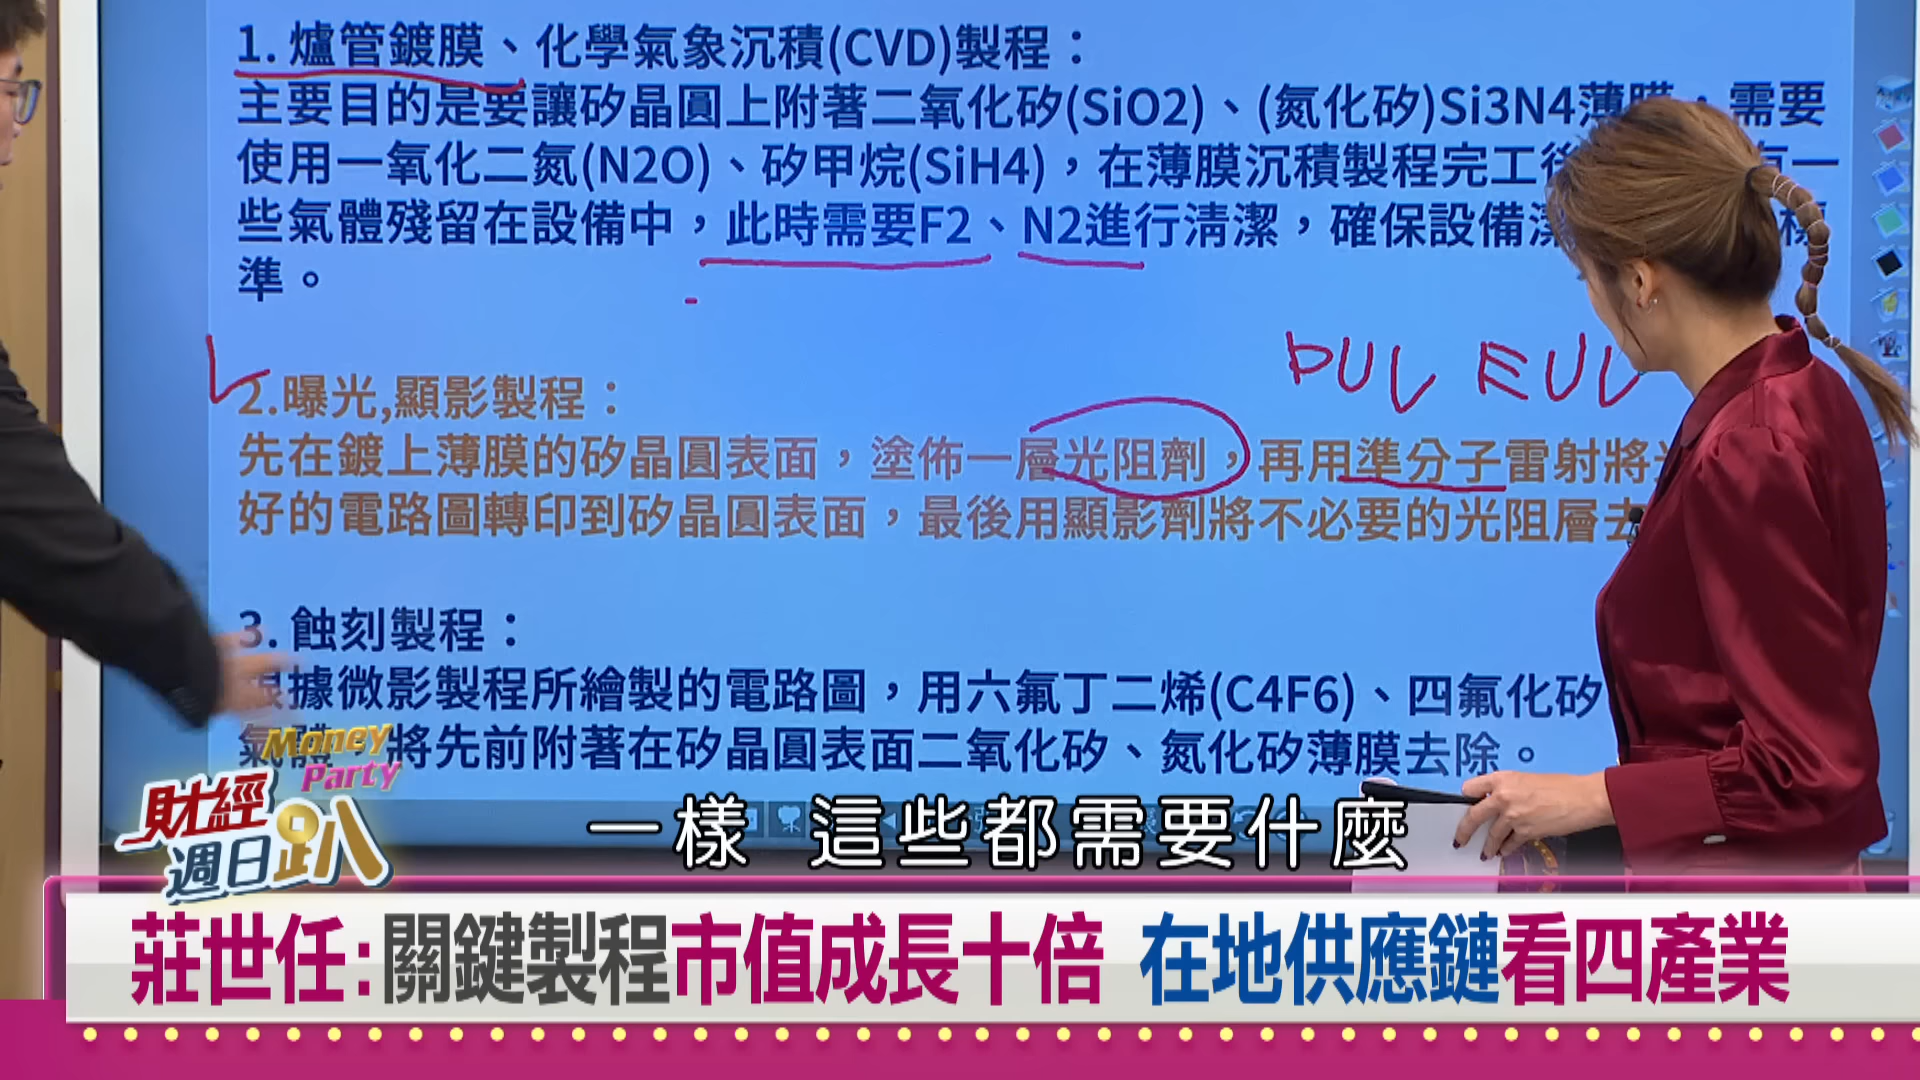 1. 爐管鍍膜、化學氣象沉積(CVD)製程：
主要目的是要讓矽晶圓上附著二氧化矽(SiO2)、(氮化矽)Si3N4薄膜，需要
使用一氧化二氮(N2O)、矽甲烷(SiH4)，在薄膜沉積製程完工後 有一
些氣體殘留在設備中，此時需要F2、N2進行清潔，確保設備潔 標
準。
DUV EUV
2.曝光,顯影製程：
先在鍍上薄膜的矽晶圓表面，塗佈一層光阻劑，再用準分子雷射將
好的電路圖轉印到矽晶圓表面，最後用顯影劑將不必要的光阻層去
3. 蝕刻製程：
根據微影製程所繪製的電路圖，用六氟丁二烯(C4F6)、四氟化矽
氣體 將先前附著在矽晶圓表面二氧化矽、氮化矽薄膜去除。
Money
Party
財經
週日趴
一樣 這些都需要什麼
莊世任:關鍵製程市值成長十倍 在地供應鏈看四產業